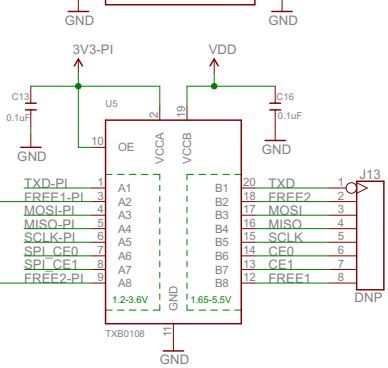 GND GND
3V3-PI VDD
C13 C16
U5
0.1uF 0.1uF
2 19
VCCA VCCB
10 OE
GND GND
J13
TXD-PI 1 A1 B1 20 TXD 1
FREE1-PI 3 A2 B2 18 FREE2 2
MOSI-PI 4 A3 B3 17 MOSI 3
MISO-PI 5 A4 B4 16 MISO 4
SCLK-PI 6 A5 B5 15 SCLK 5
SPI_CE0 7 A6 B6 14 CE0 6
SPI_CE1 8 A7 B7 13 CE1 7
FREE2-PI 9 A8 B8 12 FREE1 8
GND
1.2-3.6V 1.65-5.5V
DNP
TXB0108 11
GND